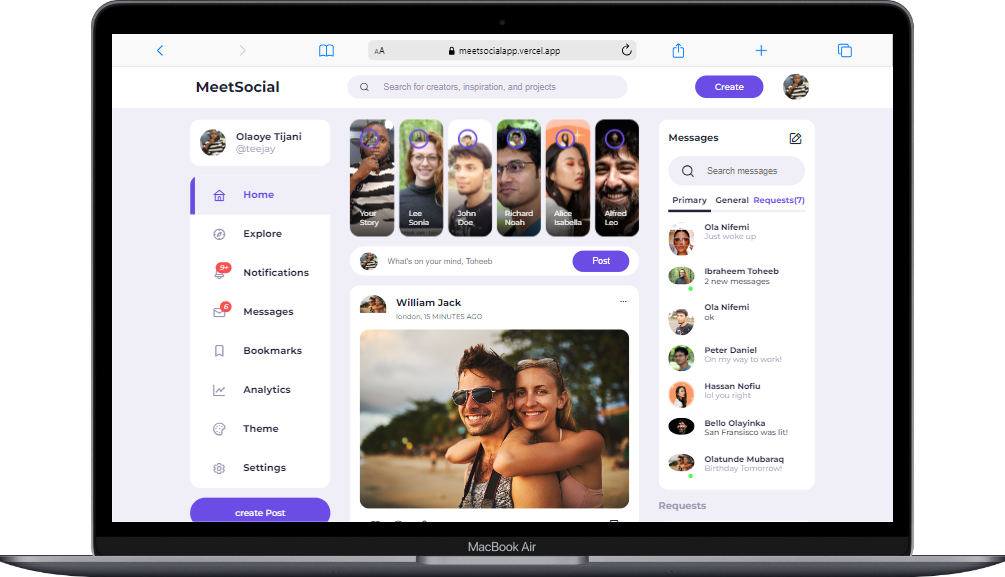 AA
meetsocialapp.vercel.app
MeetSocial
Search for creators, inspiration, and projects
Create
Olaoye Tijani
@teejay
Home
Explore
9+
Notifications
6
Messages
Bookmarks
Analytics
Theme
Settings
create Post
Your
Story
Lee
Sonia
John
Doe
Richard
Noah
Alice
Isabella
Alfred
Leo
What's on your mind, Toheeb
Post
William Jack
...
london, 15 MINUTES AGO
Messages
Search messages
Primary General Requests(7)
Ola Nifemi
Just woke up
Ibraheem Toheeb
2 new messages
Ola Nifemi
ok
Peter Daniel
On my way to work!
Hassan Nofiu
lol you right
Bello Olayinka
San Fransisco was lit!
Olatunde Mubaraq
Birthday Tomorrow!
Requests
MacBook Air